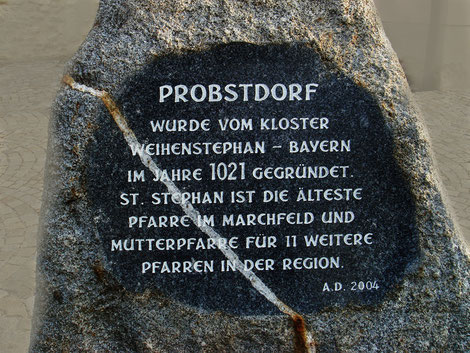 PROBSTDORF
WURDE VOM KLOSTER
WEIHENSTEPHAN – BAYERN
IM JAHRE 1021 GEGRÜNDET.
ST. STEPHAN IST DIE ÄLTESTE
PFARRE IM MARCHFELD UND
MUTTERPFARRE FÜR 11 WEITERE
PFARREN IN DER REGION.
A.D. 2004